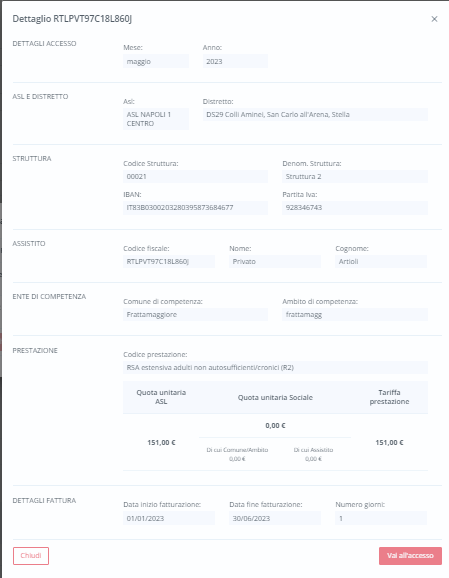 Dettaglio RTLPVT97C18L860J
×
DETTAGLI ACCESSO
Mese:
Anno:
maggio
2023
ASL E DISTRETTO
Asl:
Distretto:
ASL NAPOLI 1
CENTRO
DS29 Colli Aminei, San Carlo all'Arena, Stella
STRUTTURA
Codice Struttura:
Denom. Struttura:
00021
Struttura 2
IBAN:
Partita Iva:
IT83B0300203280395873684677
928346743
ASSISTITO
Codice fiscale:
Nome:
Cognome:
RTLPVT97C18L860J
Privato
Artioli
ENTE DI COMPETENZA
Comune di competenza:
Ambito di competenza:
Frattamaggiore
frattamagg
PRESTAZIONE
Codice prestazione:
RSA estensiva adulti non autosufficienti/cronici (R2)
Quota unitaria
ASL
Quota unitaria Sociale
Tariffa
prestazione
151,00 €
0,00 €
Di cui Comune/Ambito
0,00 €
Di cui Assistito
0,00 €
151,00 €
DETTAGLI FATTURA
Data inizio fatturazione:
Data fine fatturazione:
Numero giorni:
01/01/2023
30/06/2023
1
Chiudi
Vai all'accesso